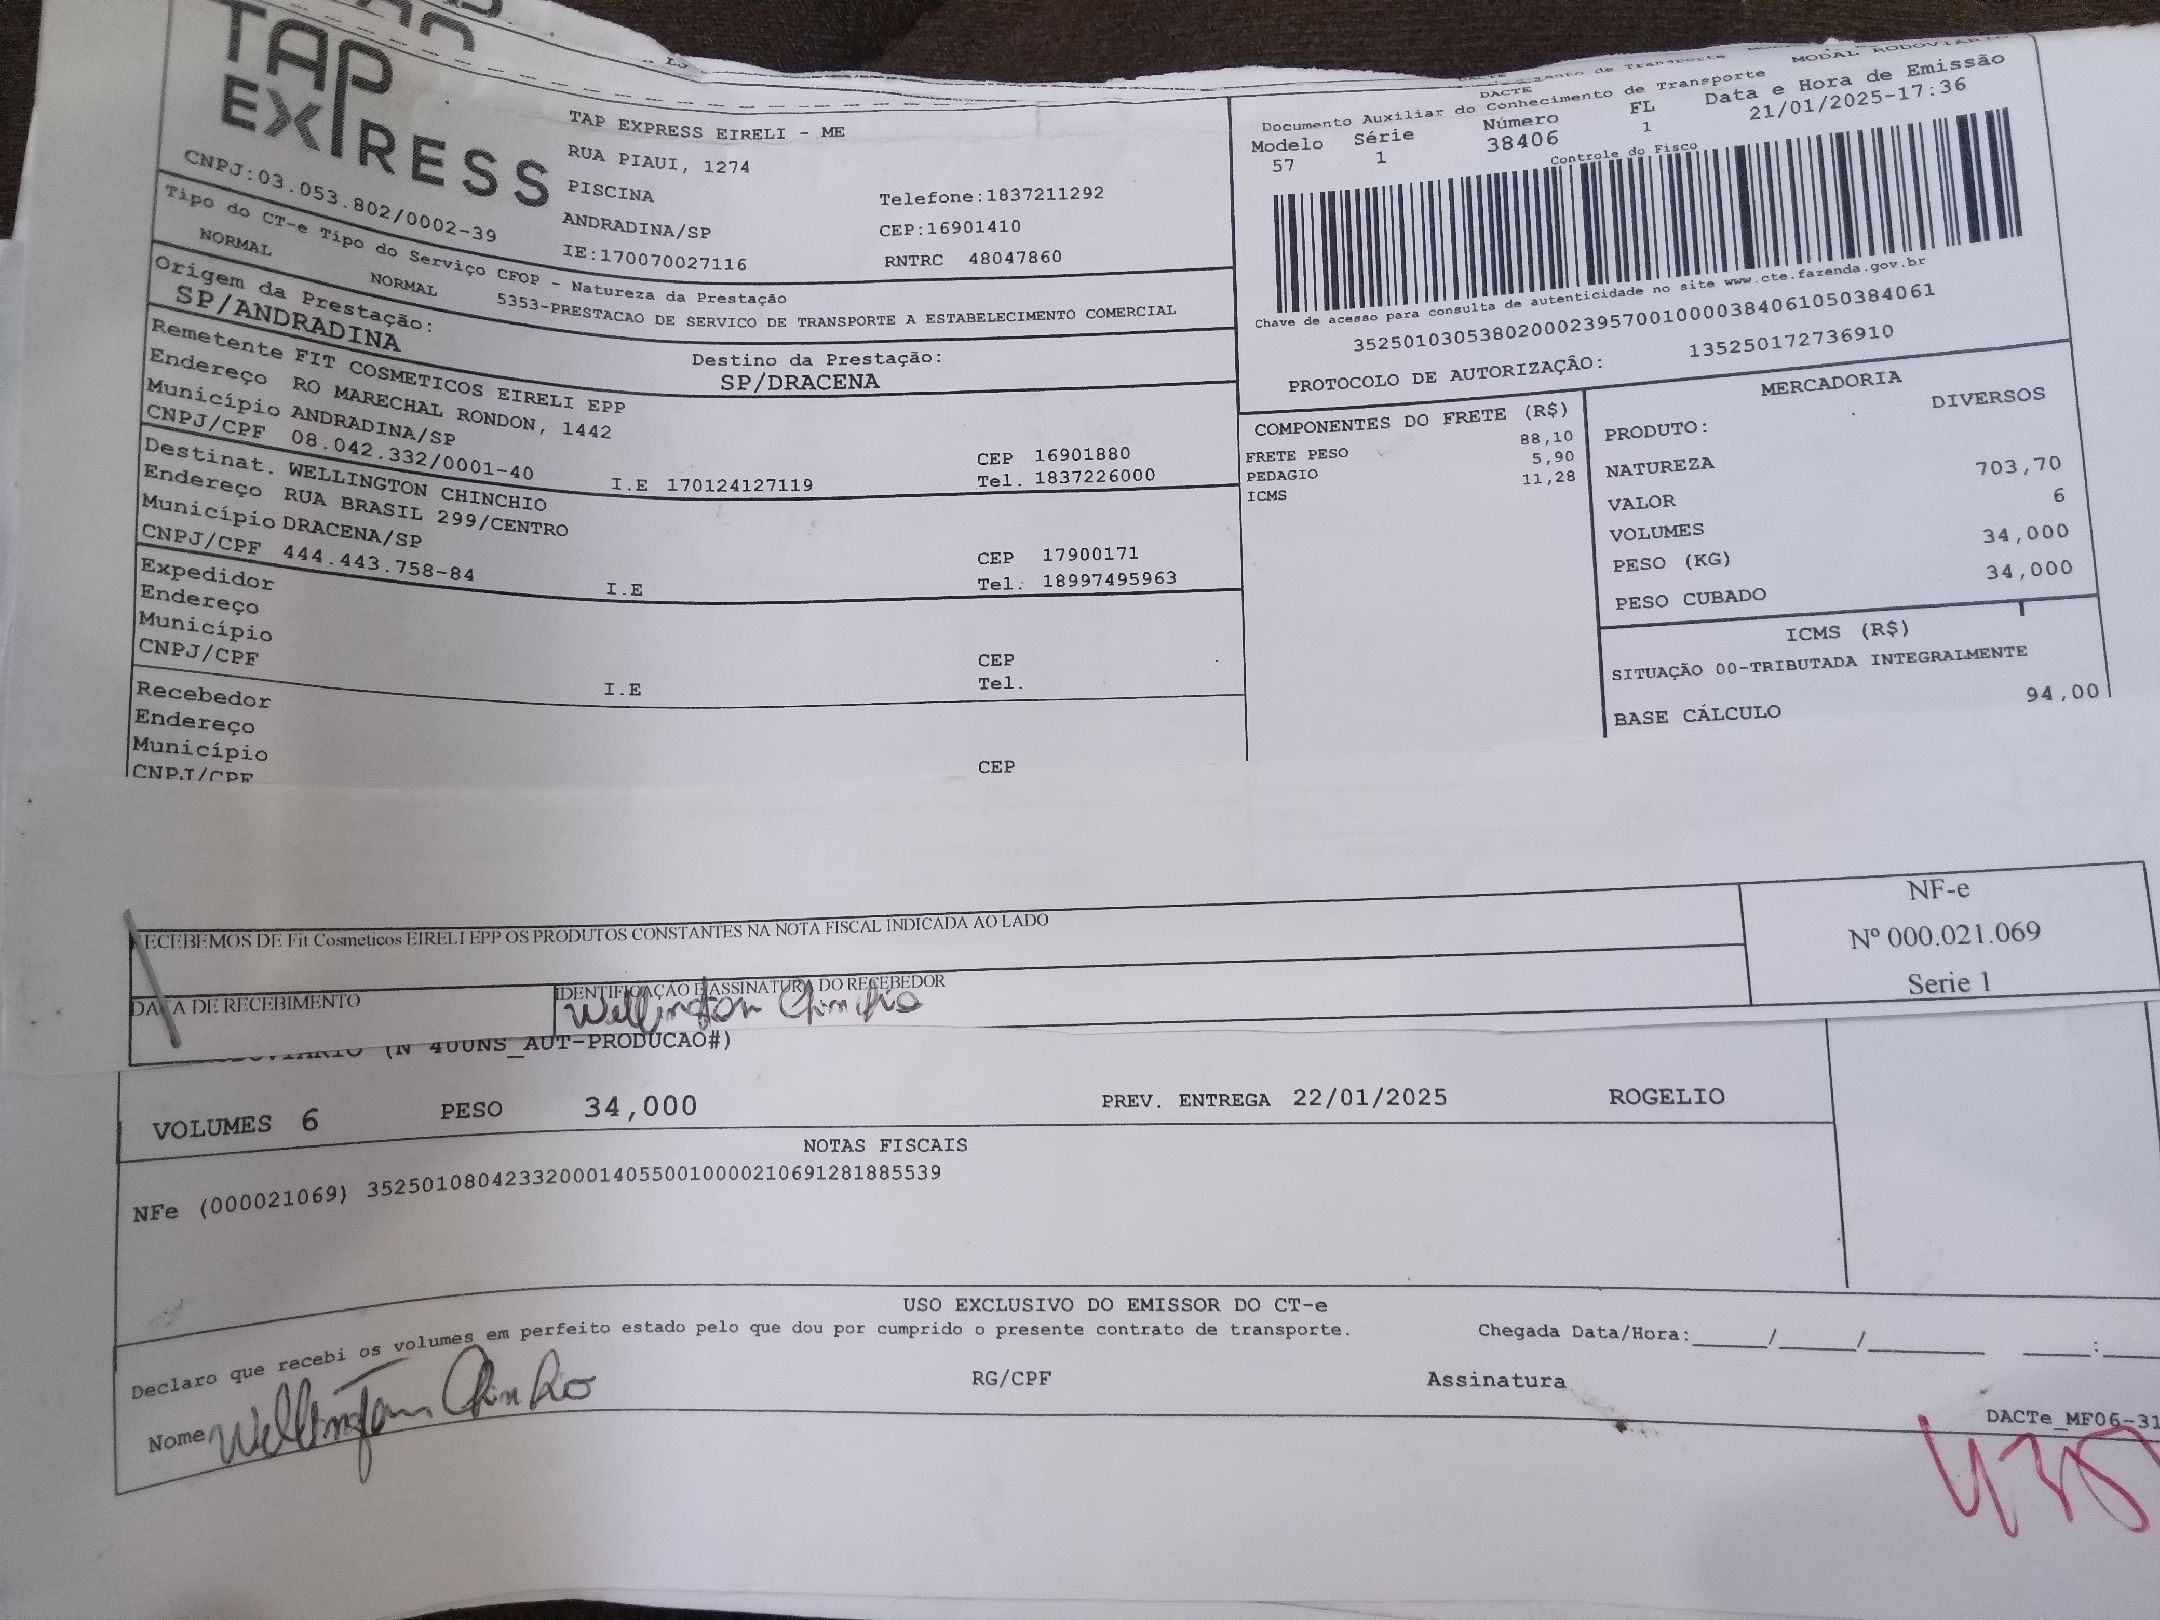 TAP
EXPRESS
CNPJ:03.053.802/0002-39
TAP EXPRESS EIRELI - ME
RUA PIAUI, 1274
PISCINA
ANDRADINA/SP
IE:170070027116
Telefone:1837211292
CEP:16901410
RNTRC 48047860
Tipo do CT-e Tipo do Serviço CFOP - Natureza da Prestação
NORMAL NORMAL 5353-PRESTACAO DE SERVICO DE TRANSPORTE A ESTABELECIMENTO COMERCIAL
Origem da Prestação:
SP/ANDRADINA
Destino da Prestação:
SP/DRACENA
Remetente FIT COSMETICOS EIRELI EPP
Endereço RO MARECHAL RONDON, 1442
Município ANDRADINA/SP CEP 16901880
CNPJ/CPF 08.042.332/0001-40 I.E 170124127119 Tel. 1837226000
Destinat. WELLINGTON CHINCHIO
Endereço RUA BRASIL 299/CENTRO
Município DRACENA/SP CEP 17900171
CNPJ/CPF 444.443.758-84 I.E Tel. 18997495963
Expedidor
Endereço
Município CEP
CNPJ/CPF I.E Tel.
Recebedor
Endereço
Município CEP
CNPJ/CPF
MODAL RODOVIÁRIO
DACTE
Documento Auxiliar do Conhecimento de Transporte
Modelo Série Número FL Data e Hora de Emissão
57 1 38406 1 21/01/2025-17:36
Controle do Fisco
Chave de acesso para consulta de autenticidade no site www.cte.fazenda.gov.br
35250103053802000239570010000384061050384061
PROTOCOLO DE AUTORIZAÇÃO: 135250172736910
COMPONENTES DO FRETE (R$)
FRETE PESO 88,10
PEDAGIO 5,90
ICMS 11,28
MERCADORIA
PRODUTO: DIVERSOS
NATUREZA
VALOR 703,70
VOLUMES 6
PESO (KG) 34,000
PESO CUBADO 34,000
ICMS (R$)
SITUAÇÃO 00-TRIBUTADA INTEGRALMENTE
BASE CÁLCULO 94,00
ECEBEMOS DE Fit Cosmeticos EIRELI EPP OS PRODUTOS CONSTANTES NA NOTA FISCAL INDICADA AO LADO
NF-e
Nº 000.021.069
Serie 1
DATA DE RECEBIMENTO
IDENTIFICAÇÃO E ASSINATURA DO RECEBEDOR
Wellington Chinchio
(N 400NS_AUT-PRODUCAO#)
VOLUMES 6 PESO 34,000 PREV. ENTREGA 22/01/2025 ROGELIO
NOTAS FISCAIS
NFe (000021069) 35250108042332000140550010000210691281885539
USO EXCLUSIVO DO EMISSOR DO CT-e
Declaro que recebi os volumes em perfeito estado pelo que dou por cumprido o presente contrato de transporte. Chegada Data/Hora:_____/_____/_________ _____:____
Nome Wellington Chinchio RG/CPF Assinatura
DACTe_MF06-31